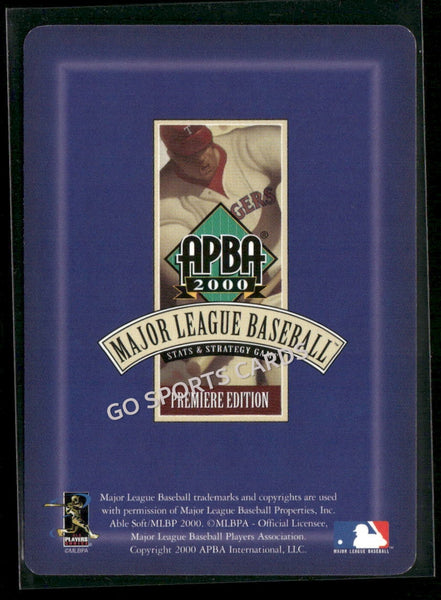 T
GERS
APBA®
2000
MAJOR LEAGUE BASEBALL™
STATS & STRATEGY GAME
GO SPORTS CARDS
PREMIERE EDITION
Major League Baseball trademarks and copyrights are used
with permission of Major League Baseball Properties, Inc.
Able Soft/MLBP 2000. ©MLBPA - Official Licensee,
Major League Baseball Players Association.
Copyright 2000 APBA International, LLC.
PLAYERS
©MLBPA
MAJOR LEAGUE BASEBALL